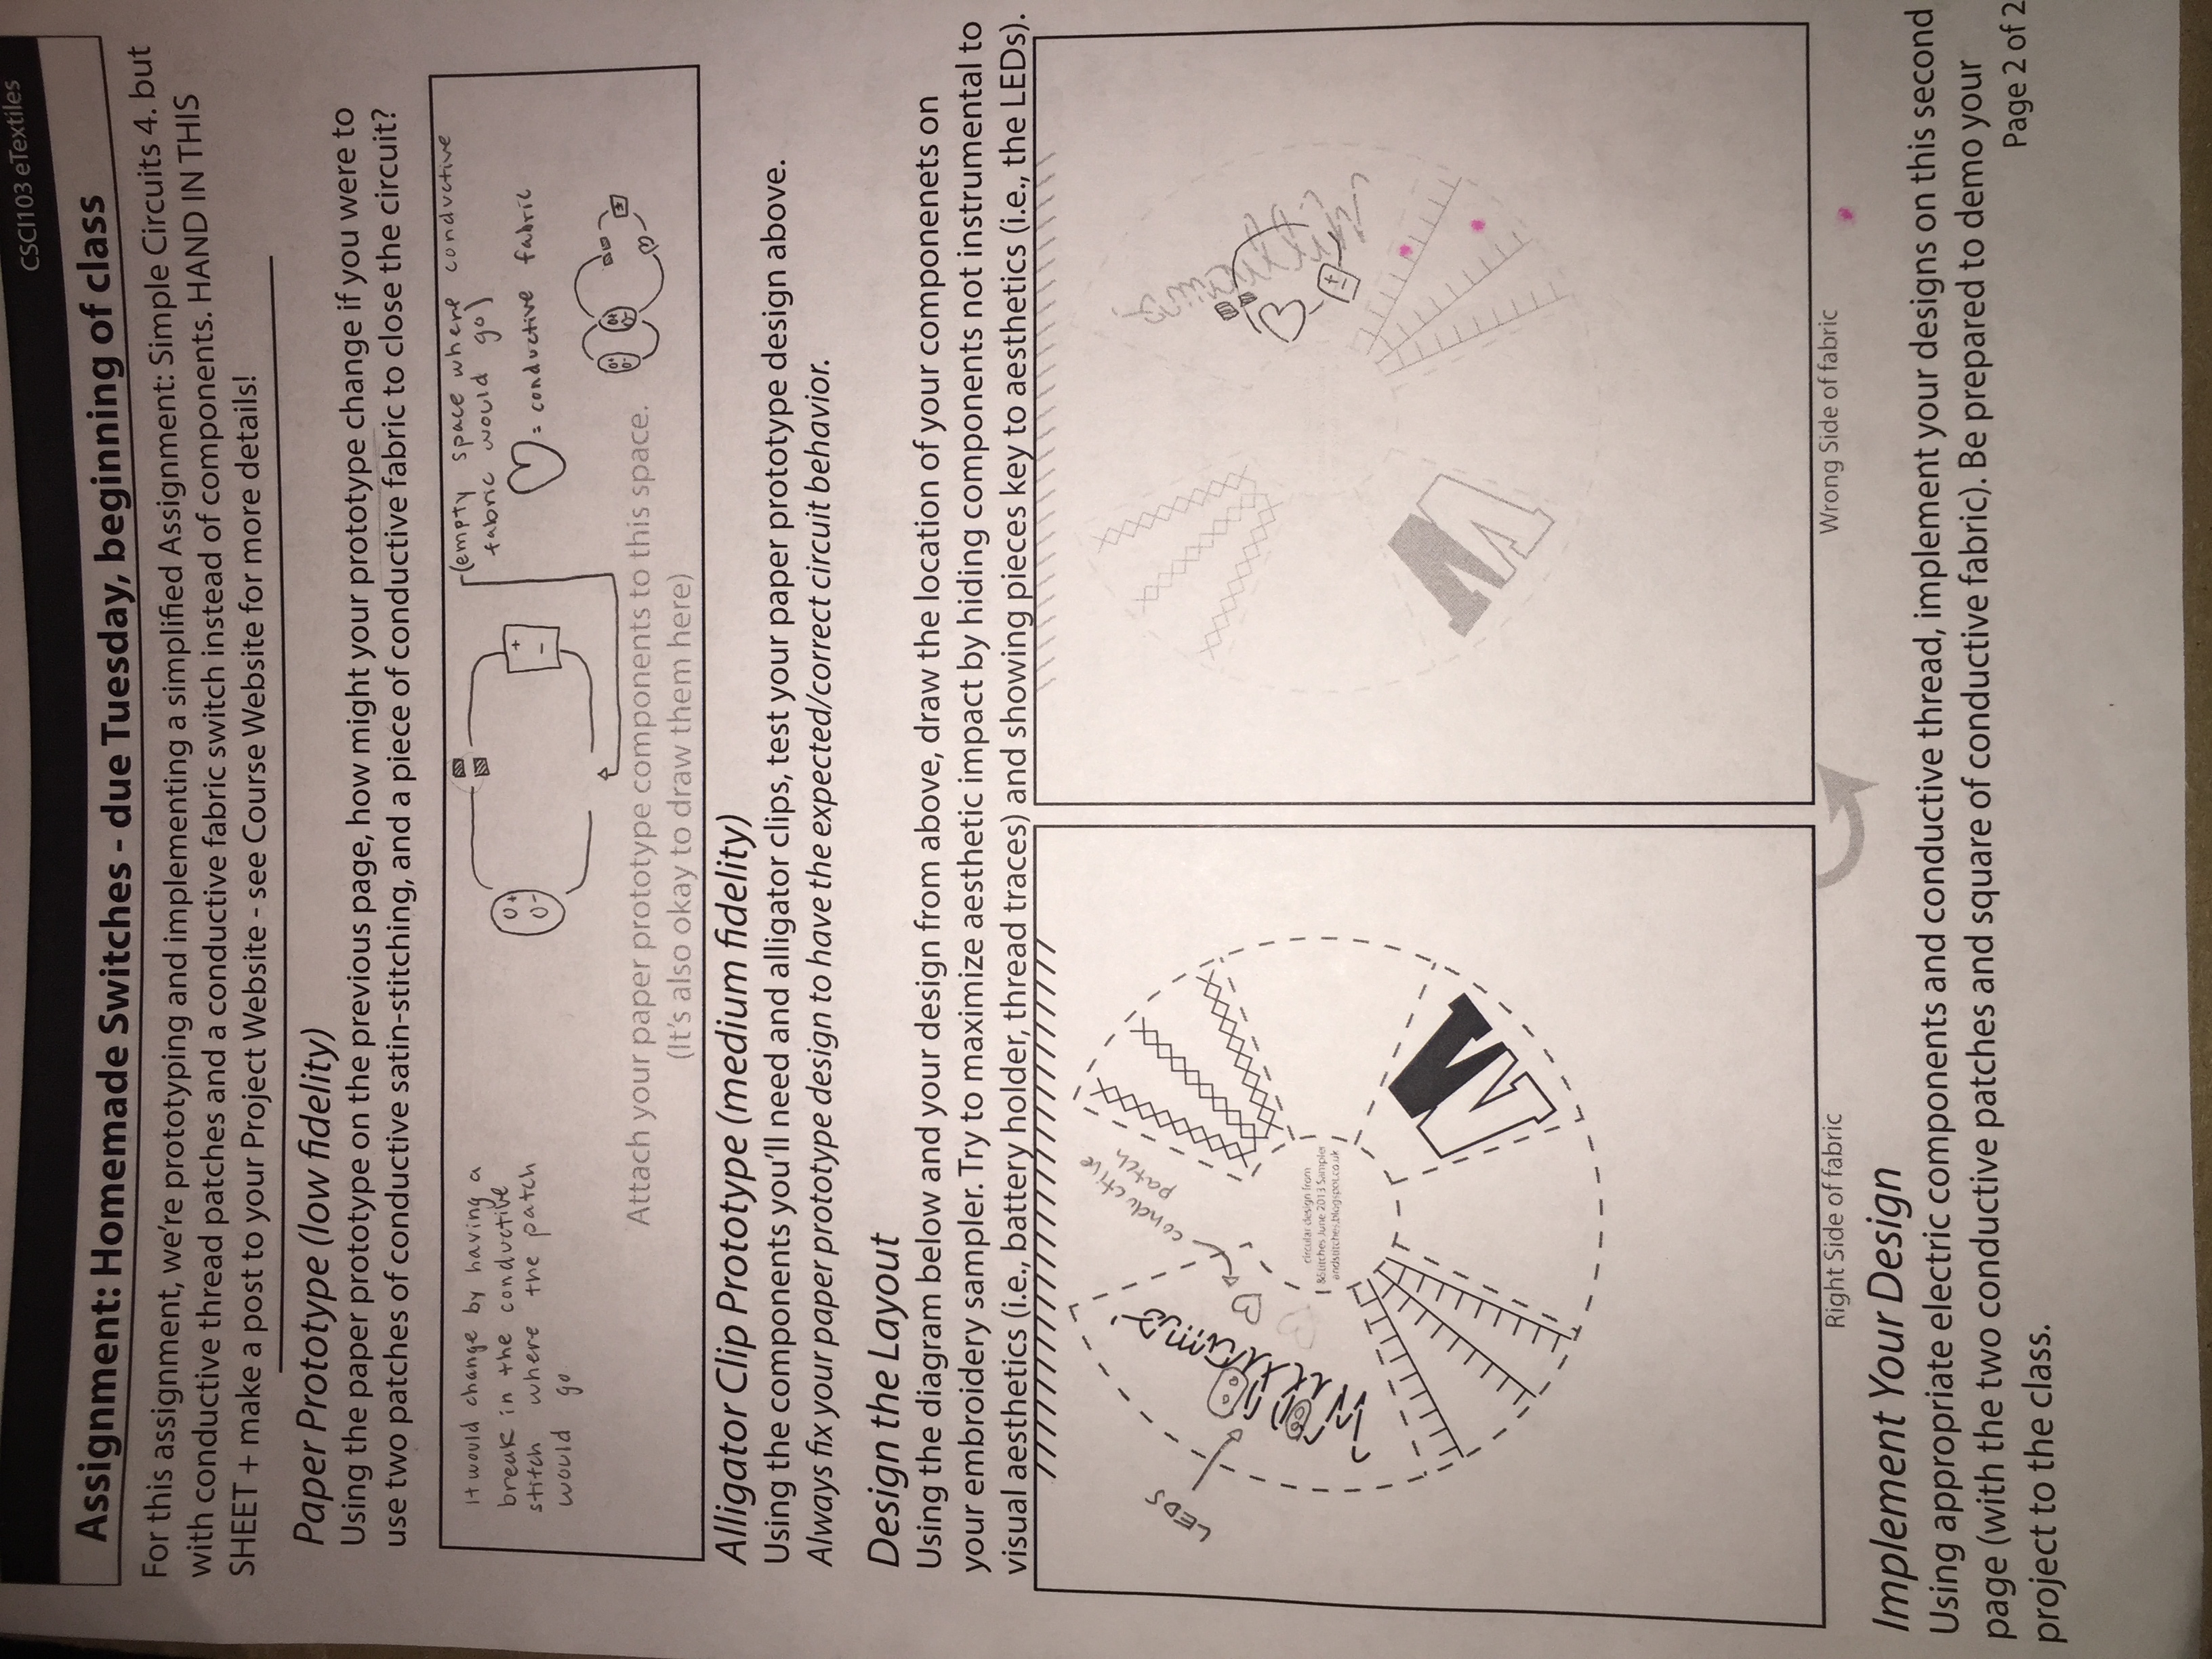 CSCI103 eTextiles
Assignment: Homemade Switches - due Tuesday, beginning of class
For this assignment, we're prototyping and implementing a simplified Assignment: Simple Circuits 4. but
with conductive thread patches and a conductive fabric switch instead of components. HAND IN THIS
SHEET + make a post to your Project Website - see Course Website for more details!
Paper Prototype (low fidelity)
Using the paper prototype on the previous page, how might your prototype change if you were to
use two patches of conductive satin-stitching, and a piece of conductive fabric to close the circuit?
It would change by having a
break in the conductive
stitch where the patch
would go
+
-
+
-
(empty space where conductive
fabric would go)
= conductive fabric
Attach your paper prototype components to this space.
(It's also okay to draw them here)
Alligator Clip Prototype (medium fidelity)
Using the components you'll need and alligator clips, test your paper prototype design above.
Always fix your paper prototype design to have the expected/correct circuit behavior.
Design the Layout
Using the diagram below and your design from above, draw the location of your componenets on
your embroidery sampler. Try to maximize aesthetic impact by hiding components not instrumental to
visual aesthetics (i.e., battery holder, thread traces) and showing pieces key to aesthetics (i.e., the LEDs).
LEDS
conductive
patch
circular design from
&Stitches June 2013 Sampler
andstitches.blogspot.co.uk
W
W
+
-
Right Side of fabric
Wrong Side of fabric
Implement Your Design
Using appropriate electric components and conductive thread, implement your designs on this second
page (with the two conductive patches and square of conductive fabric). Be prepared to demo your
project to the class.
Page 2 of 2